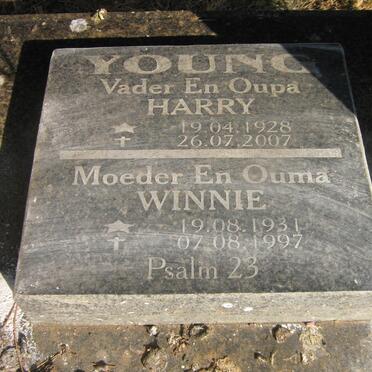 YOUNG
Vader En Oupa
HARRY
19.04.1928
26.07.2007
Moeder En Ouma
WINNIE
19.08.1931
07.08.1997
Psalm 23